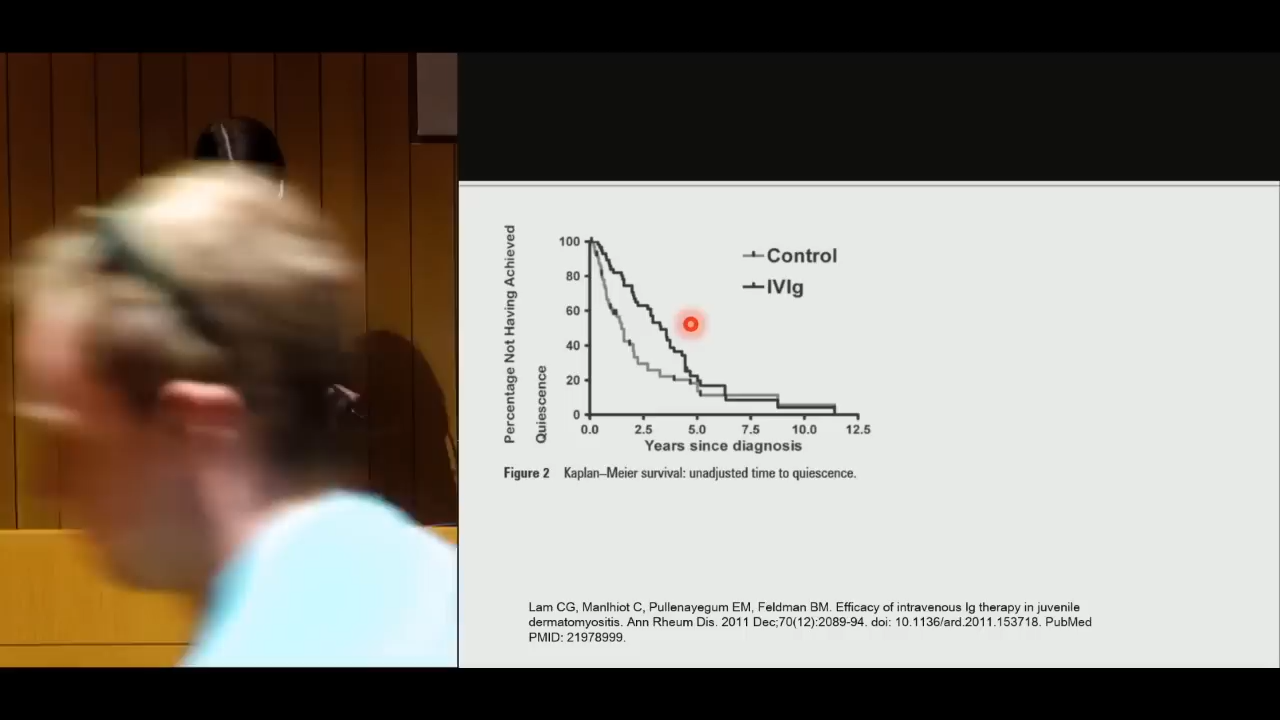 Percentage Not Having Achieved
Quiescence
100
80
60
40
20
0
0.0 2.5 5.0 7.5 10.0 12.5
Years since diagnosis
Control
IVIg
Figure 2 Kaplan–Meier survival: unadjusted time to quiescence.
Lam CG, Manlhiot C, Pullenayegum EM, Feldman BM. Efficacy of intravenous Ig therapy in juvenile
dermatomyositis. Ann Rheum Dis. 2011 Dec;70(12):2089-94. doi: 10.1136/ard.2011.153718. PubMed
PMID: 21978999.